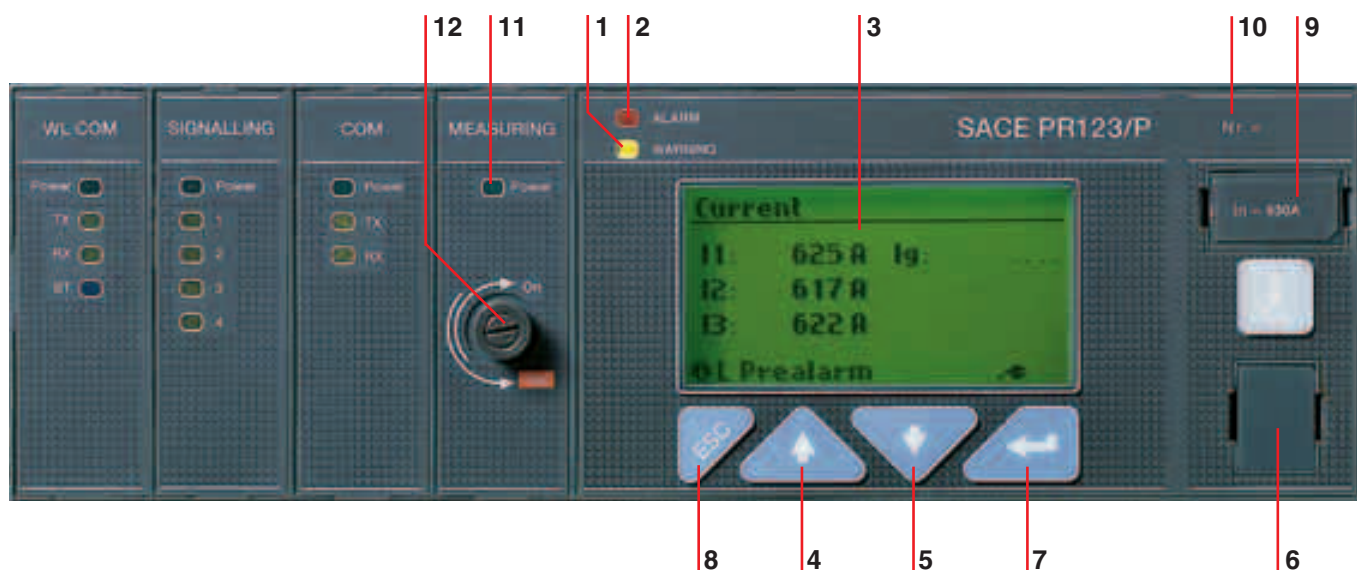 12 11 1 2 3 10 9
WL COM
Power
TX
RX
BT
SIGNALLING
Power
1
2
3
4
COM
Power
TX
RX
MEASURING
Power
On
ALARM
WARNING
SACE PR123/P
Current
I1: 625 A Ig: ----
I2: 617 A
I3: 622 A
L Prealarm
ESC
Nr. =
In = 630A
8 4 5 7 6